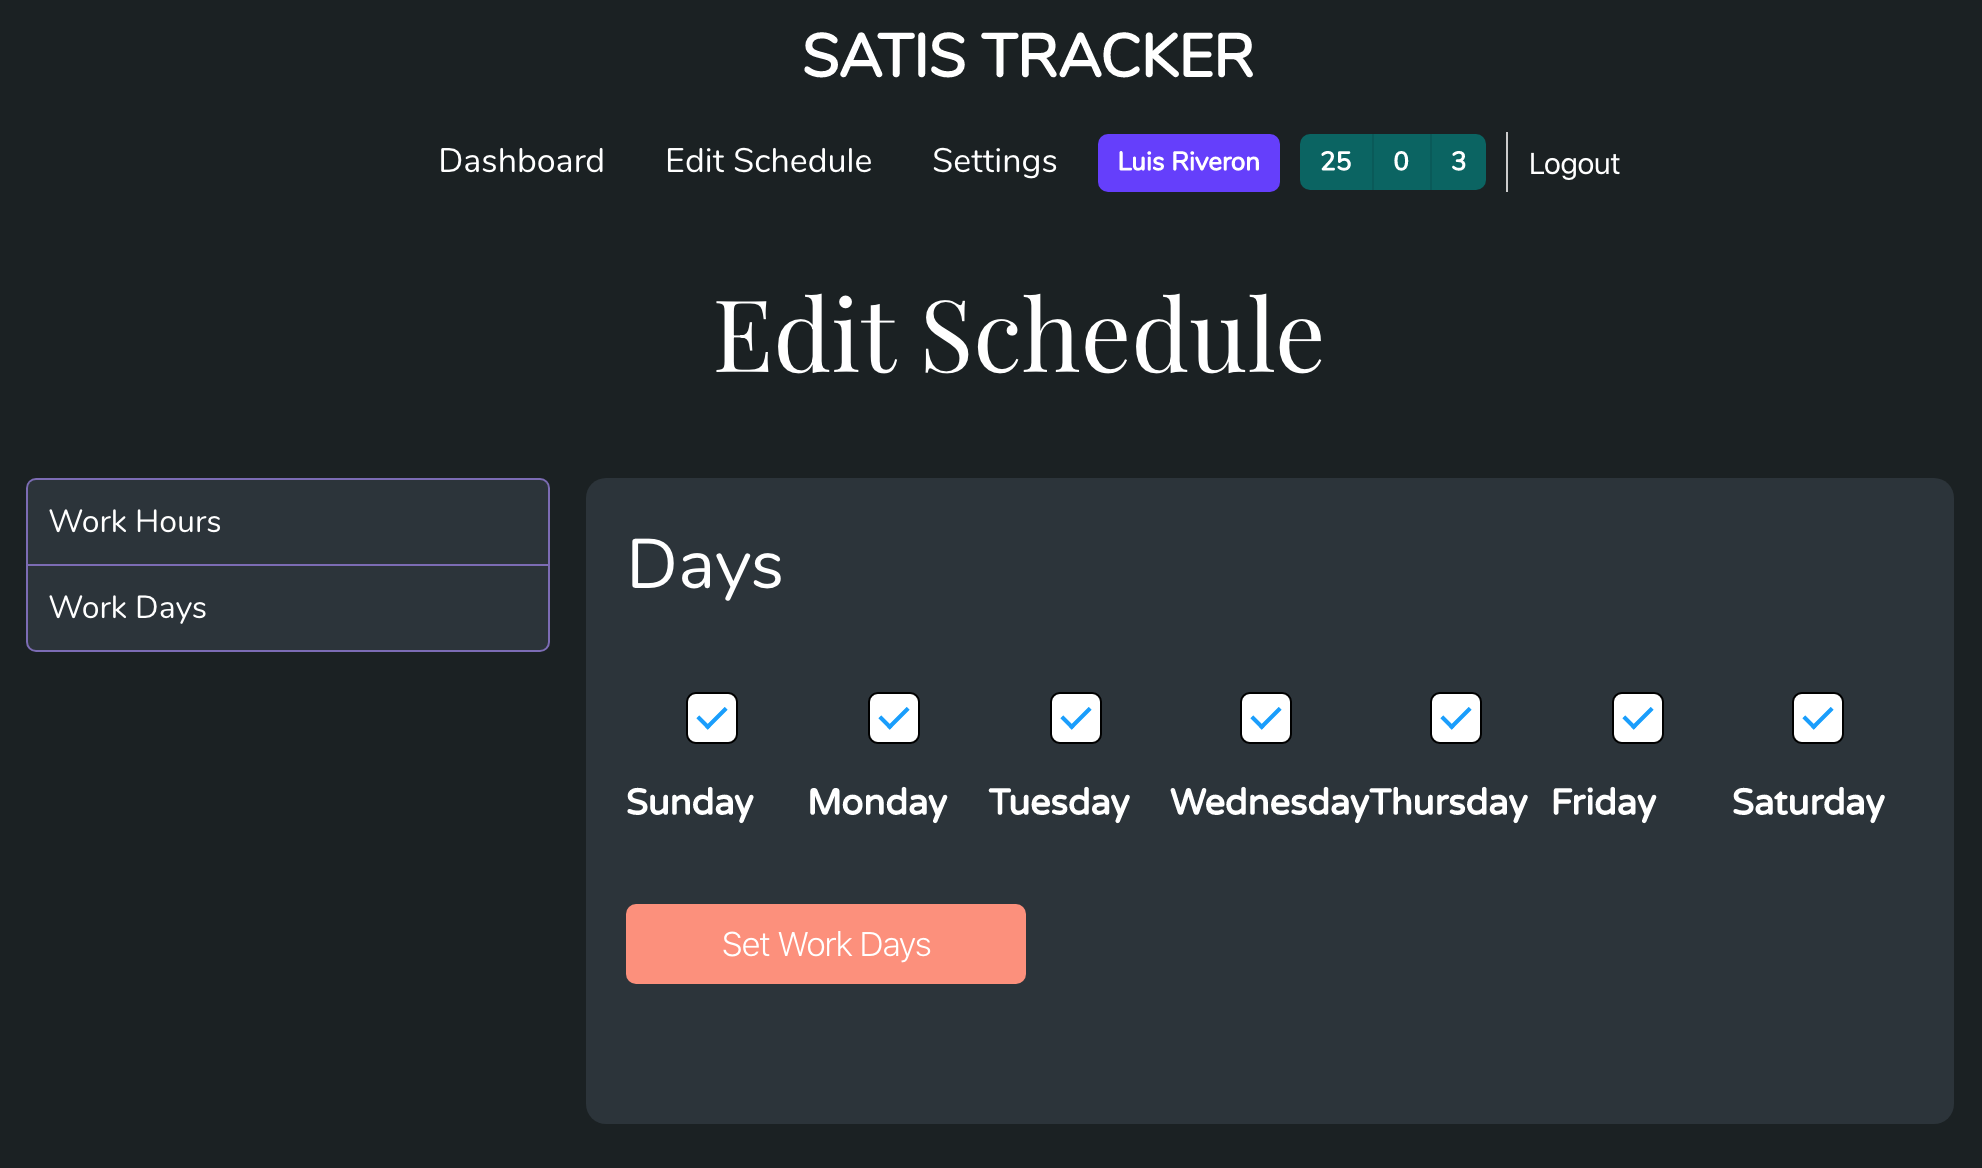 SATIS TRACKER
Dashboard Edit Schedule Settings Luis Riveron 25 0 3 Logout
Edit Schedule
Work Hours
Work Days
Days
Sunday Monday Tuesday Wednesday Thursday Friday Saturday
Set Work Days